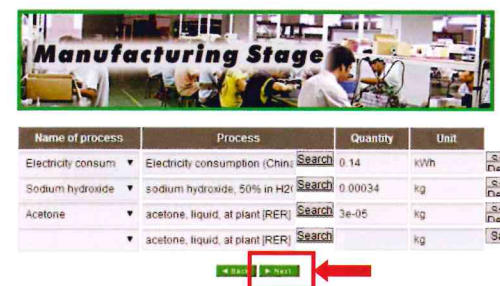 Manufacturing Stage
Name of process Process Quantity Unit
Electricity consum ▼ Electricity consumption (China Search 0.14 kWh
Sodium hydroxide ▼ sodium hydroxide, 50% in H2O Search 0.00034 kg
Acetone ▼ acetone, liquid, at plant [RER] Search 3e-05 kg
▼ acetone, liquid, at plant [RER] Search kg Sa
◄ Back ► Next